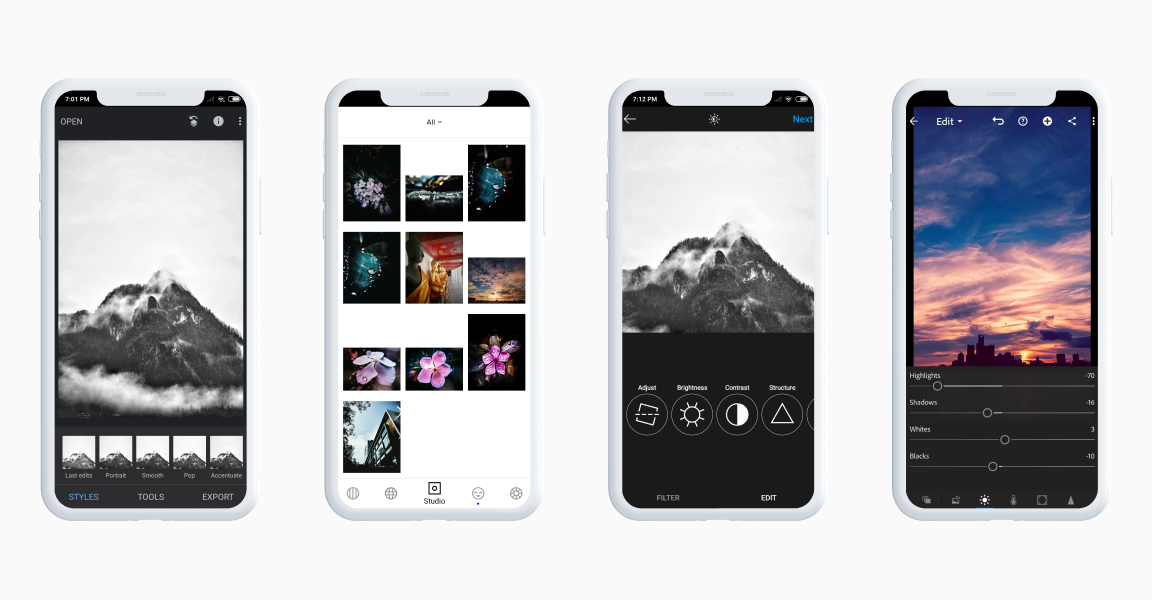 7:01 PM
OPEN
Last edits Portrait Smooth Pop Accentuate
STYLES TOOLS EXPORT
All
Studio
7:12 PM
Next
Adjust Brightness Contrast Structure
FILTER EDIT
Edit
Highlights -70
Shadows -16
Whites 3
Blacks -10